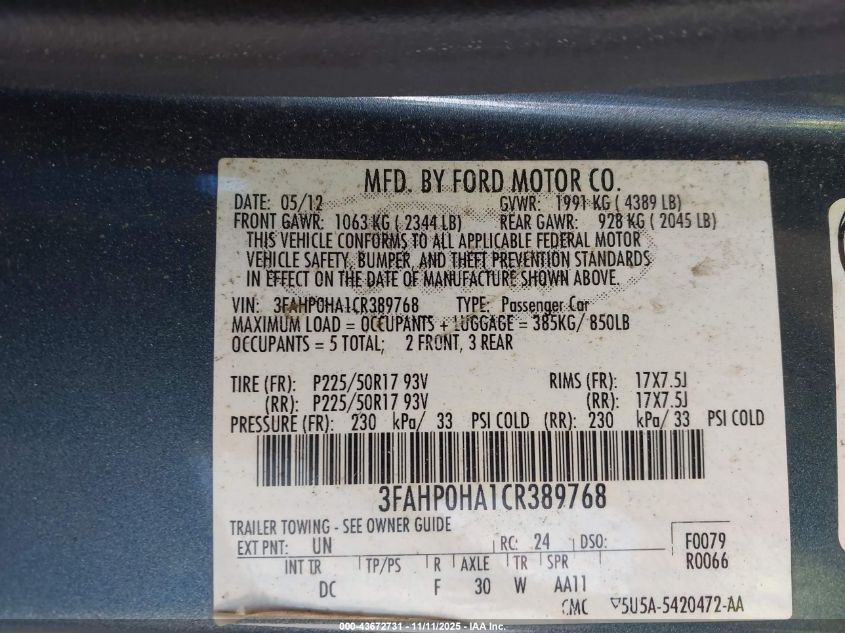 MFD. BY FORD MOTOR CO.
DATE: 05/12 GVWR: 1991 KG ( 4389 LB)
FRONT GAWR: 1063 KG ( 2344 LB) REAR GAWR: 928 KG ( 2045 LB)
THIS VEHICLE CONFORMS TO ALL APPLICABLE FEDERAL MOTOR
VEHICLE SAFETY, BUMPER, AND THEFT PREVENTION STANDARDS
IN EFFECT ON THE DATE OF MANUFACTURE SHOWN ABOVE.
VIN: 3FAHP0HA1CR389768 TYPE: Passenger Car
MAXIMUM LOAD = OCCUPANTS + LUGGAGE = 385KG/ 850LB
OCCUPANTS = 5 TOTAL; 2 FRONT, 3 REAR
TIRE (FR): P225/50R17 93V RIMS (FR): 17X7.5J
(RR): P225/50R17 93V (RR): 17X7.5J
PRESSURE (FR): 230 kPa/ 33 PSI COLD (RR): 230 kPa/ 33 PSI COLD
3FAHP0HA1CR389768
TRAILER TOWING - SEE OWNER GUIDE
EXT PNT: UN RC: 24 DSO: F0079
INT TR TP/PS R AXLE TR SPR R0066
DC F 30 W AA11
CMC ▽5U5A-5420472-AA
000-43672731 - 11/11/2025 - IAA Inc.